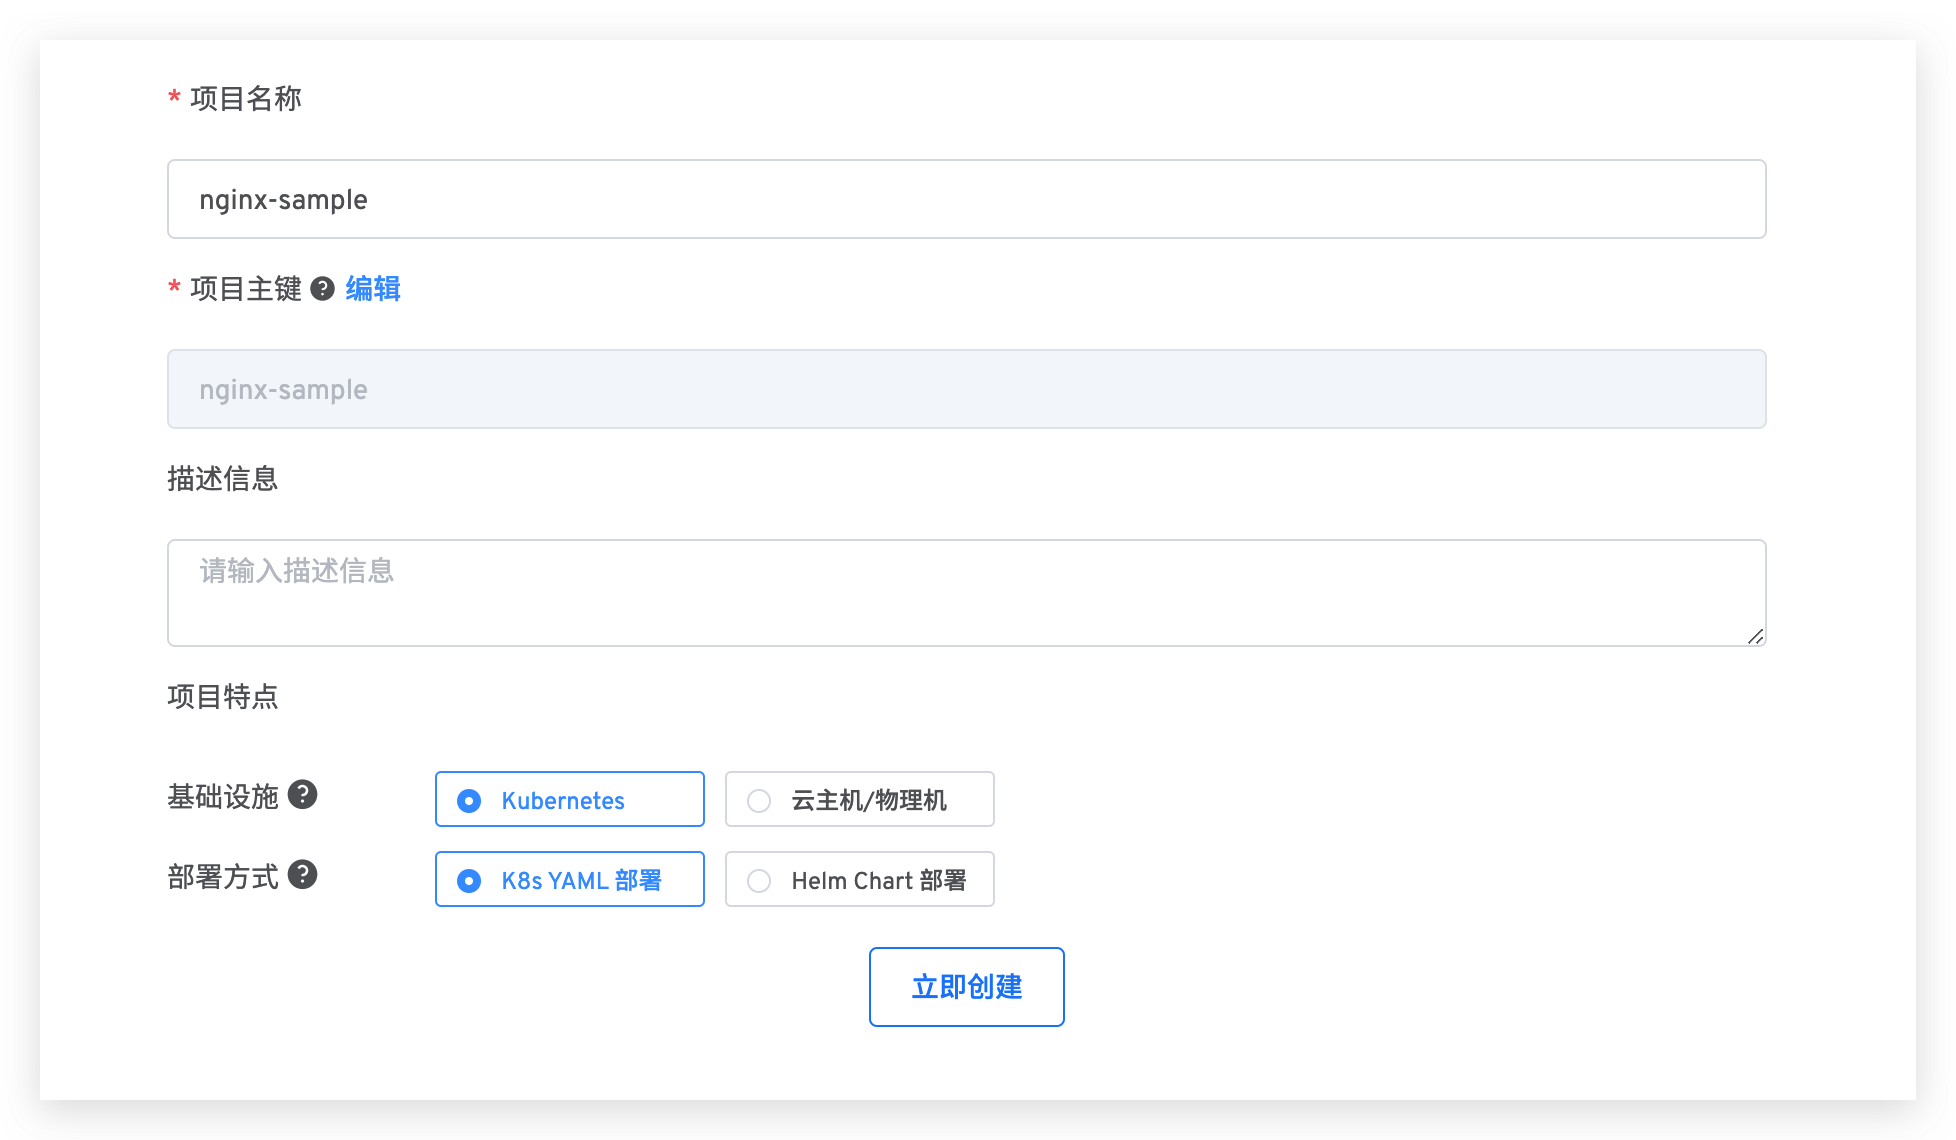 * 项目名称
nginx-sample
* 项目主键 ? 编辑
nginx-sample
描述信息
请输入描述信息
项目特点
基础设施 ? Kubernetes 云主机/物理机
部署方式 ? K8s YAML 部署 Helm Chart 部署
立即创建